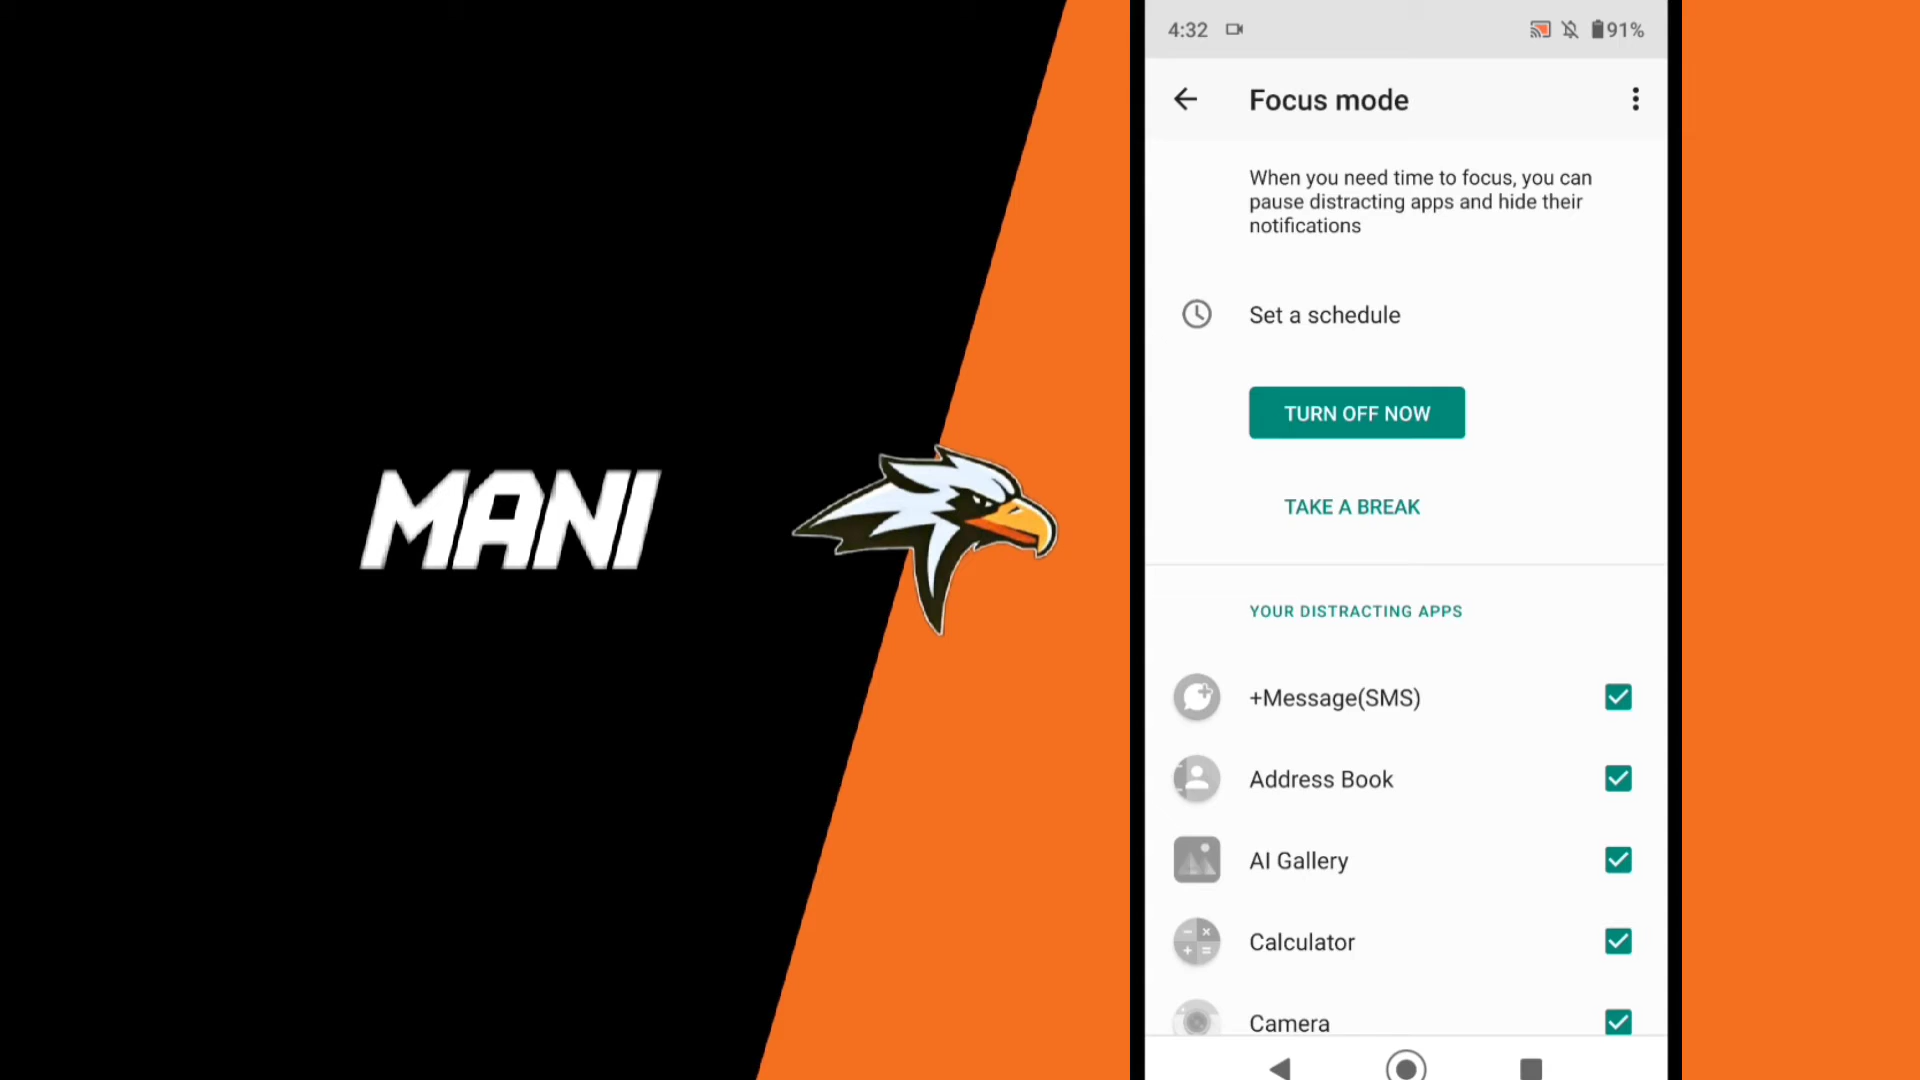 MANI
4:32
91%
Focus mode
When you need time to focus, you can
pause distracting apps and hide their
notifications
Set a schedule
TURN OFF NOW
TAKE A BREAK
YOUR DISTRACTING APPS
+Message(SMS)
Address Book
AI Gallery
Calculator
Camera